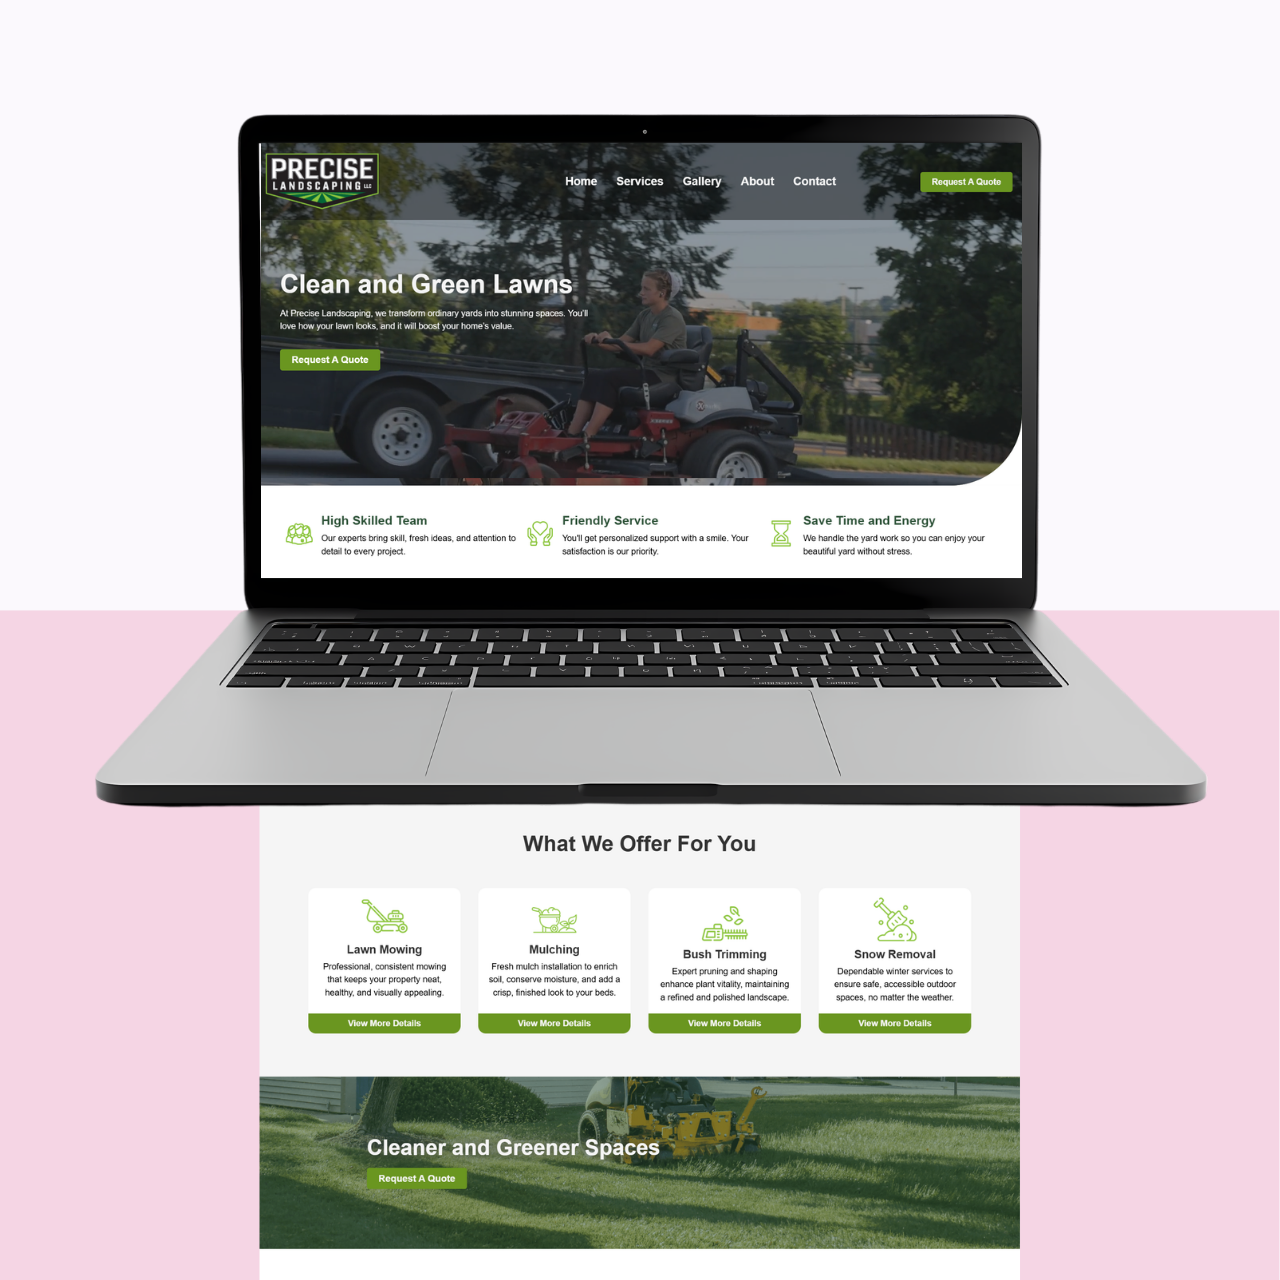 PRECISE
LANDSCAPING LLC
Home Services Gallery About Contact
Request A Quote
Clean and Green Lawns
At Precise Landscaping, we transform ordinary yards into stunning spaces. You'll
love how your lawn looks, and it will boost your home's value.
Request A Quote
High Skilled Team
Our experts bring skill, fresh ideas, and attention to
detail to every project.
Friendly Service
You'll get personalized support with a smile. Your
satisfaction is our priority.
Save Time and Energy
We handle the yard work so you can enjoy your
beautiful yard without stress.
What We Offer For You
Lawn Mowing
Professional, consistent mowing
that keeps your property neat,
healthy, and visually appealing.
View More Details
Mulching
Fresh mulch installation to enrich
soil, conserve moisture, and add a
crisp, finished look to your beds.
View More Details
Bush Trimming
Expert pruning and shaping
enhance plant vitality, maintaining
a refined and polished landscape.
View More Details
Snow Removal
Dependable winter services to
ensure safe, accessible outdoor
spaces, no matter the weather.
View More Details
Cleaner and Greener Spaces
Request A Quote